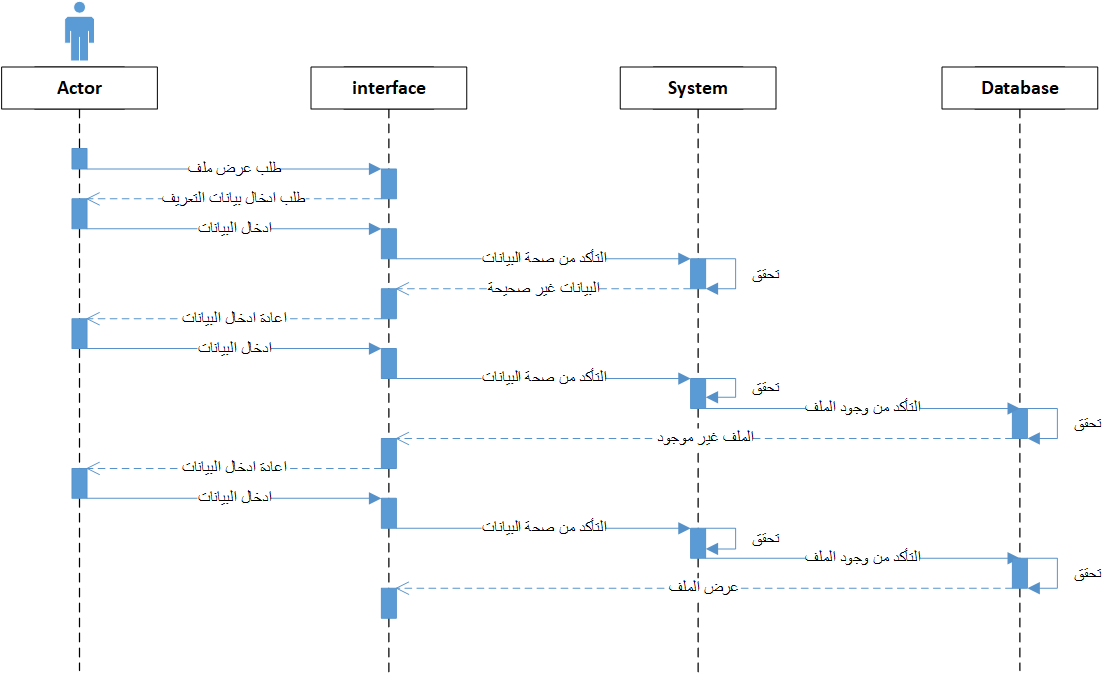 Actor
interface
System
Database
طلب عرض ملف
طلب ادخال بيانات التعريف
ادخال البيانات
التأكد من صحة البيانات
تحقق
البيانات غير صحيحة
اعادة ادخال البيانات
ادخال البيانات
التأكد من صحة البيانات
تحقق
التأكد من وجود الملف
تحقق
الملف غير موجود
اعادة ادخال البيانات
ادخال البيانات
التأكد من صحة البيانات
تحقق
التأكد من وجود الملف
تحقق
عرض الملف